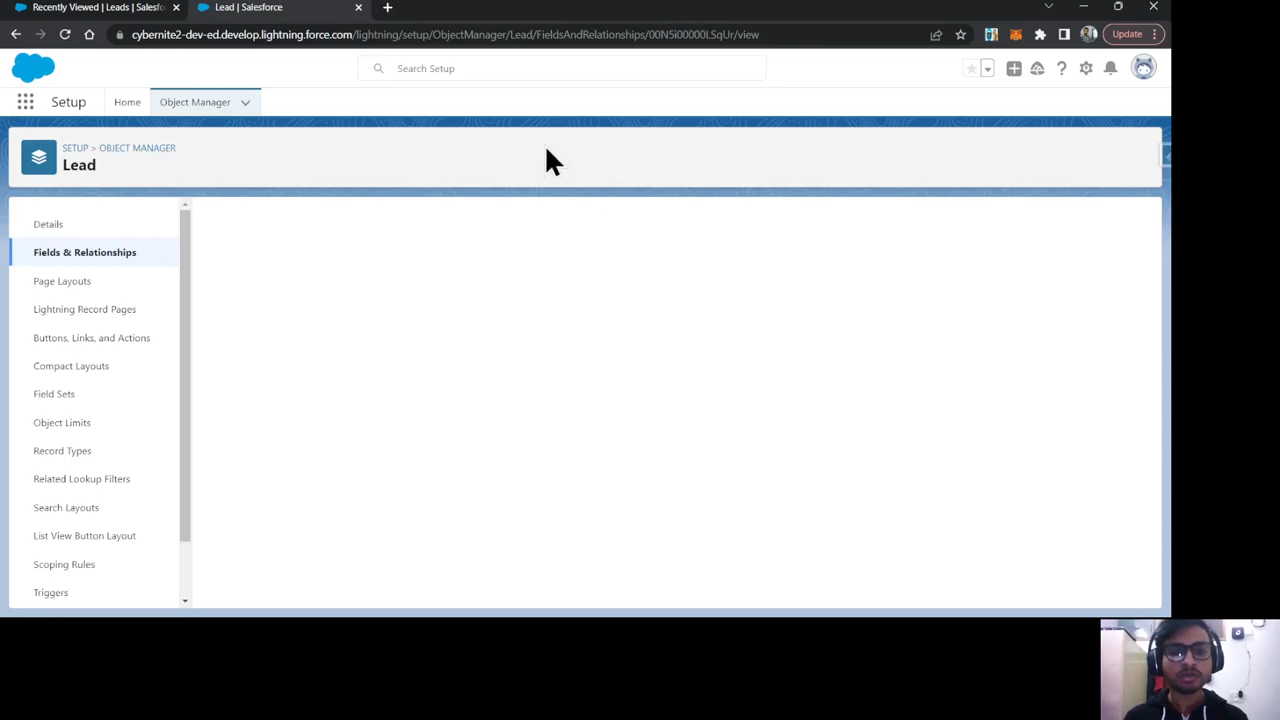 Recently Viewed | Leads | Salesfo
Lead | Salesforce
cybernite2-dev-ed.develop.lightning.force.com/lightning/setup/ObjectManager/Lead/FieldsAndRelationships/00N5i00000LSqUr/view
Update
Search Setup
Setup
Home
Object Manager
SETUP > OBJECT MANAGER
Lead
Details
Fields & Relationships
Page Layouts
Lightning Record Pages
Buttons, Links, and Actions
Compact Layouts
Field Sets
Object Limits
Record Types
Related Lookup Filters
Search Layouts
List View Button Layout
Scoping Rules
Triggers